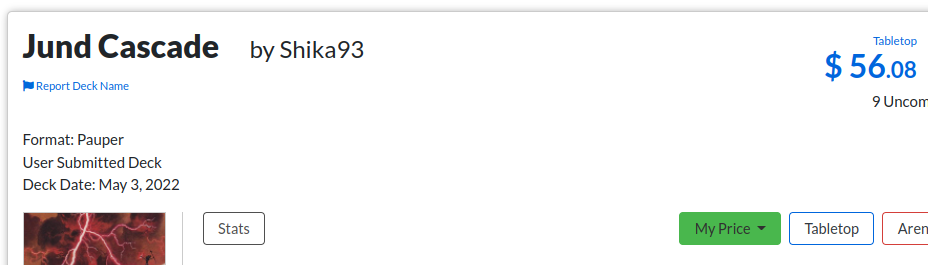 Jund Cascade by Shika93
Tabletop
$ 56.08
Report Deck Name
9 Uncom
Format: Pauper
User Submitted Deck
Deck Date: May 3, 2022
Stats
My Price
Tabletop
Aren